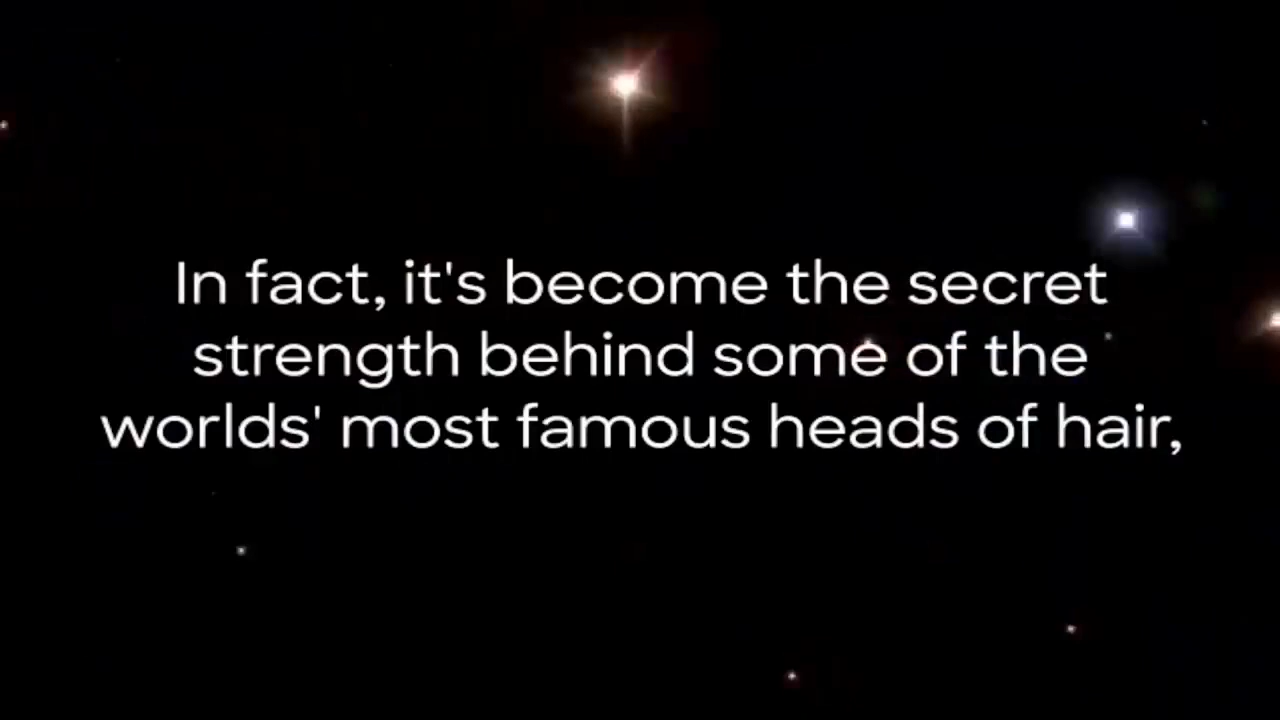 In fact, it's become the secret
strength behind some of the
worlds' most famous heads of hair,